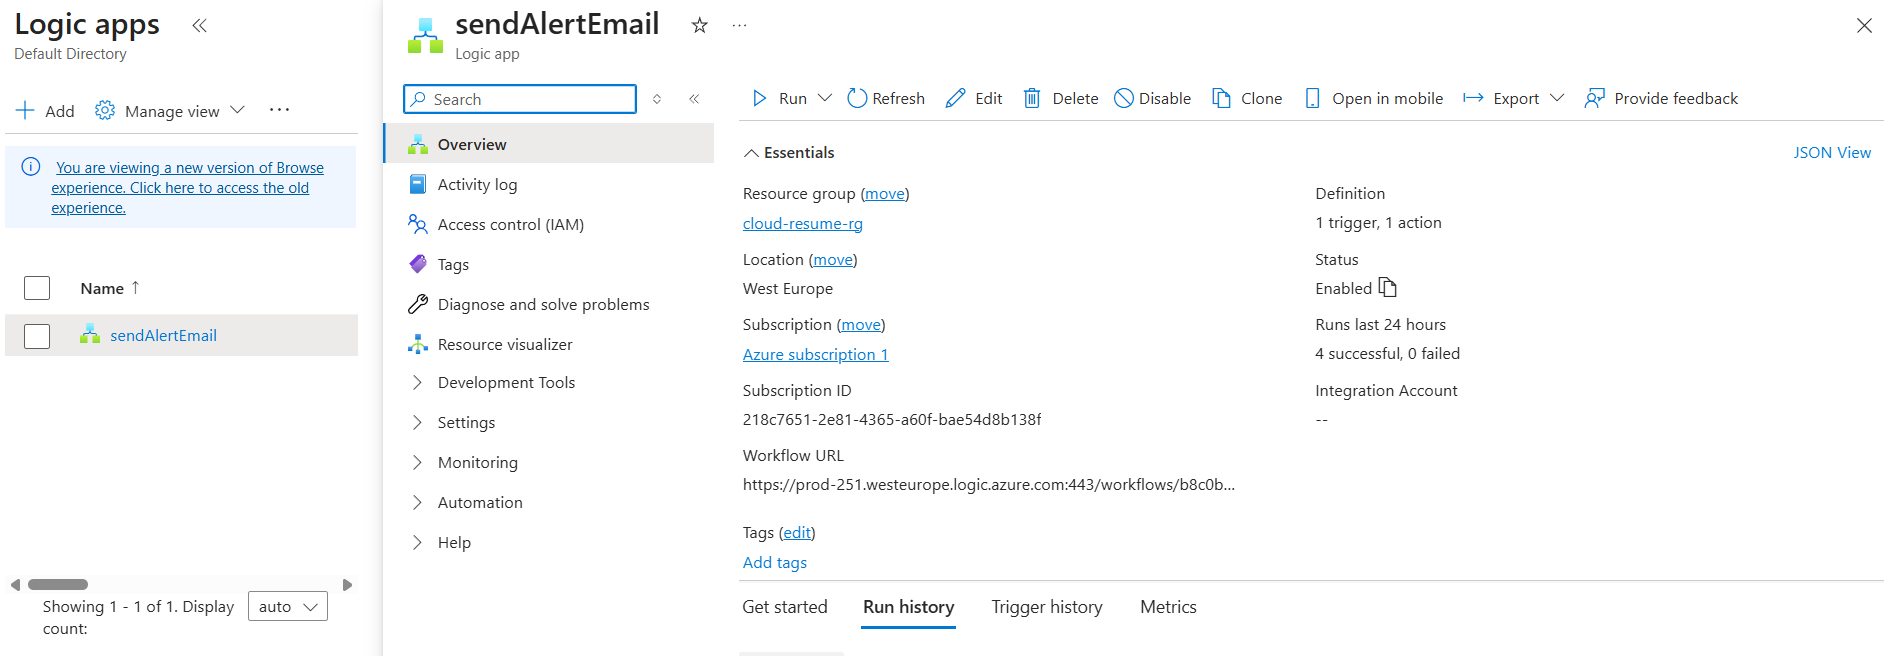 Logic apps
Default Directory
Add Manage view
You are viewing a new version of Browse
experience. Click here to access the old
experience.
Name ↑
sendAlertEmail
Showing 1 - 1 of 1. Display
count:
auto
sendAlertEmail
Logic app
Search
Overview
Activity log
Access control (IAM)
Tags
Diagnose and solve problems
Resource visualizer
Development Tools
Settings
Monitoring
Automation
Help
Run Refresh Edit Delete Disable Clone Open in mobile Export Provide feedback
Essentials
JSON View
Resource group (move)
cloud-resume-rg
Location (move)
West Europe
Subscription (move)
Azure subscription 1
Subscription ID
218c7651-2e81-4365-a60f-bae54d8b138f
Workflow URL
https://prod-251.westeurope.logic.azure.com:443/workflows/b8c0b...
Definition
1 trigger, 1 action
Status
Enabled
Runs last 24 hours
4 successful, 0 failed
Integration Account
--
Tags (edit)
Add tags
Get started Run history Trigger history Metrics